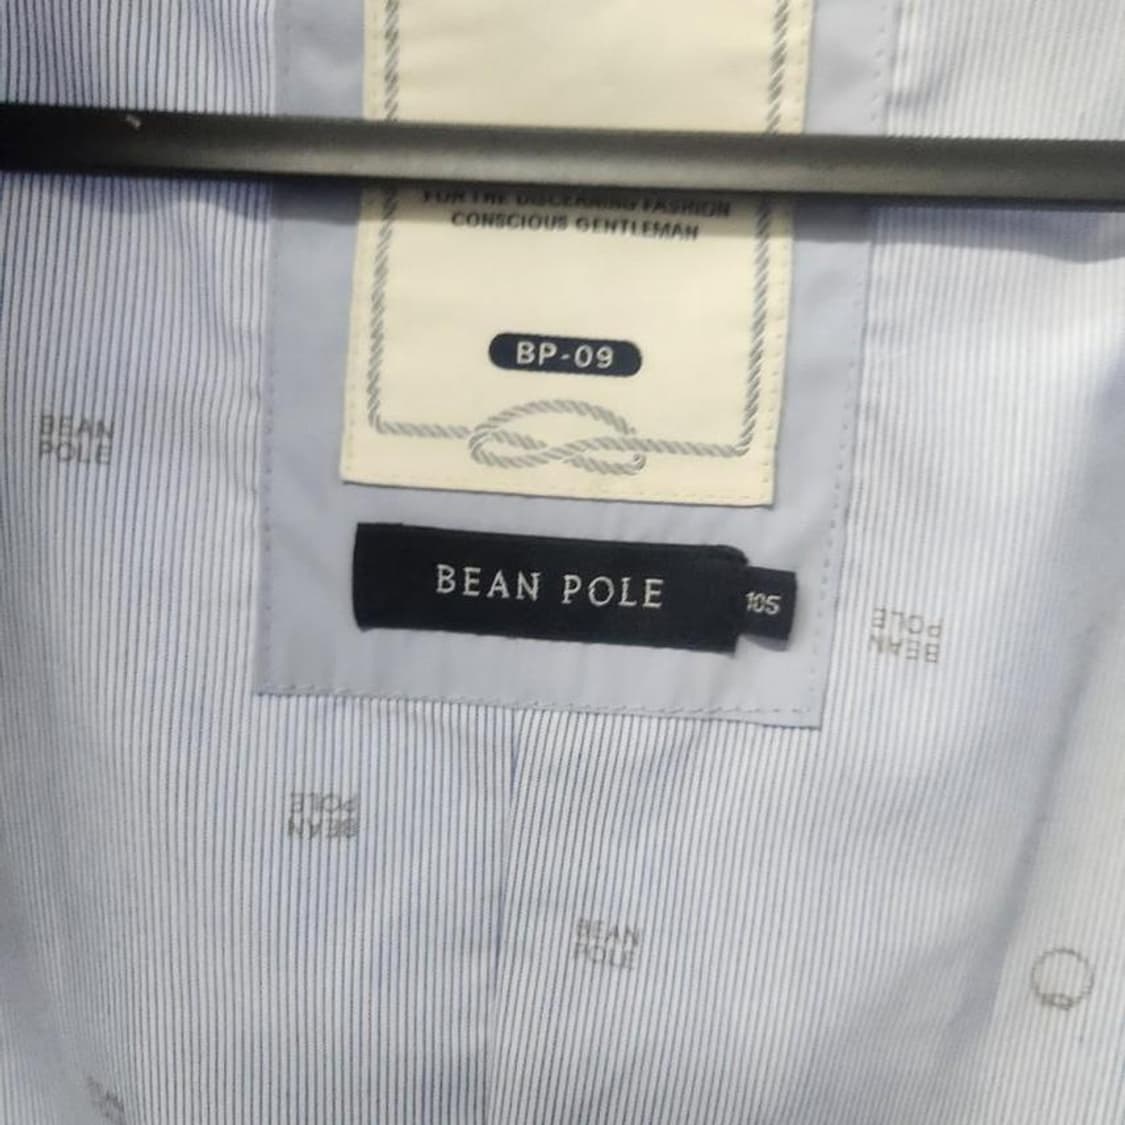 FOR THE DISCERNING FASHION
CONSCIOUS GENTLEMAN
BP-09
BEAN
POLE
BEAN POLE
105
BEAN
POLE
BEAN
POLE
BEAN
POLE